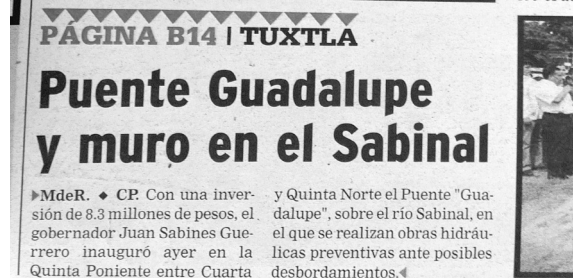 PÁGINA B14 | TUXTLA
Puente Guadalupe
y muro en el Sabinal
MdeR. ◆ CP. Con una inver-
sión de 8.3 millones de pesos, el
gobernador Juan Sabines Gue-
rrero inauguró ayer en la
Quinta Poniente entre Cuarta
y Quinta Norte el Puente "Gua-
dalupe", sobre el río Sabinal, en
el que se realizan obras hidráu-
licas preventivas ante posibles
desbordamientos.